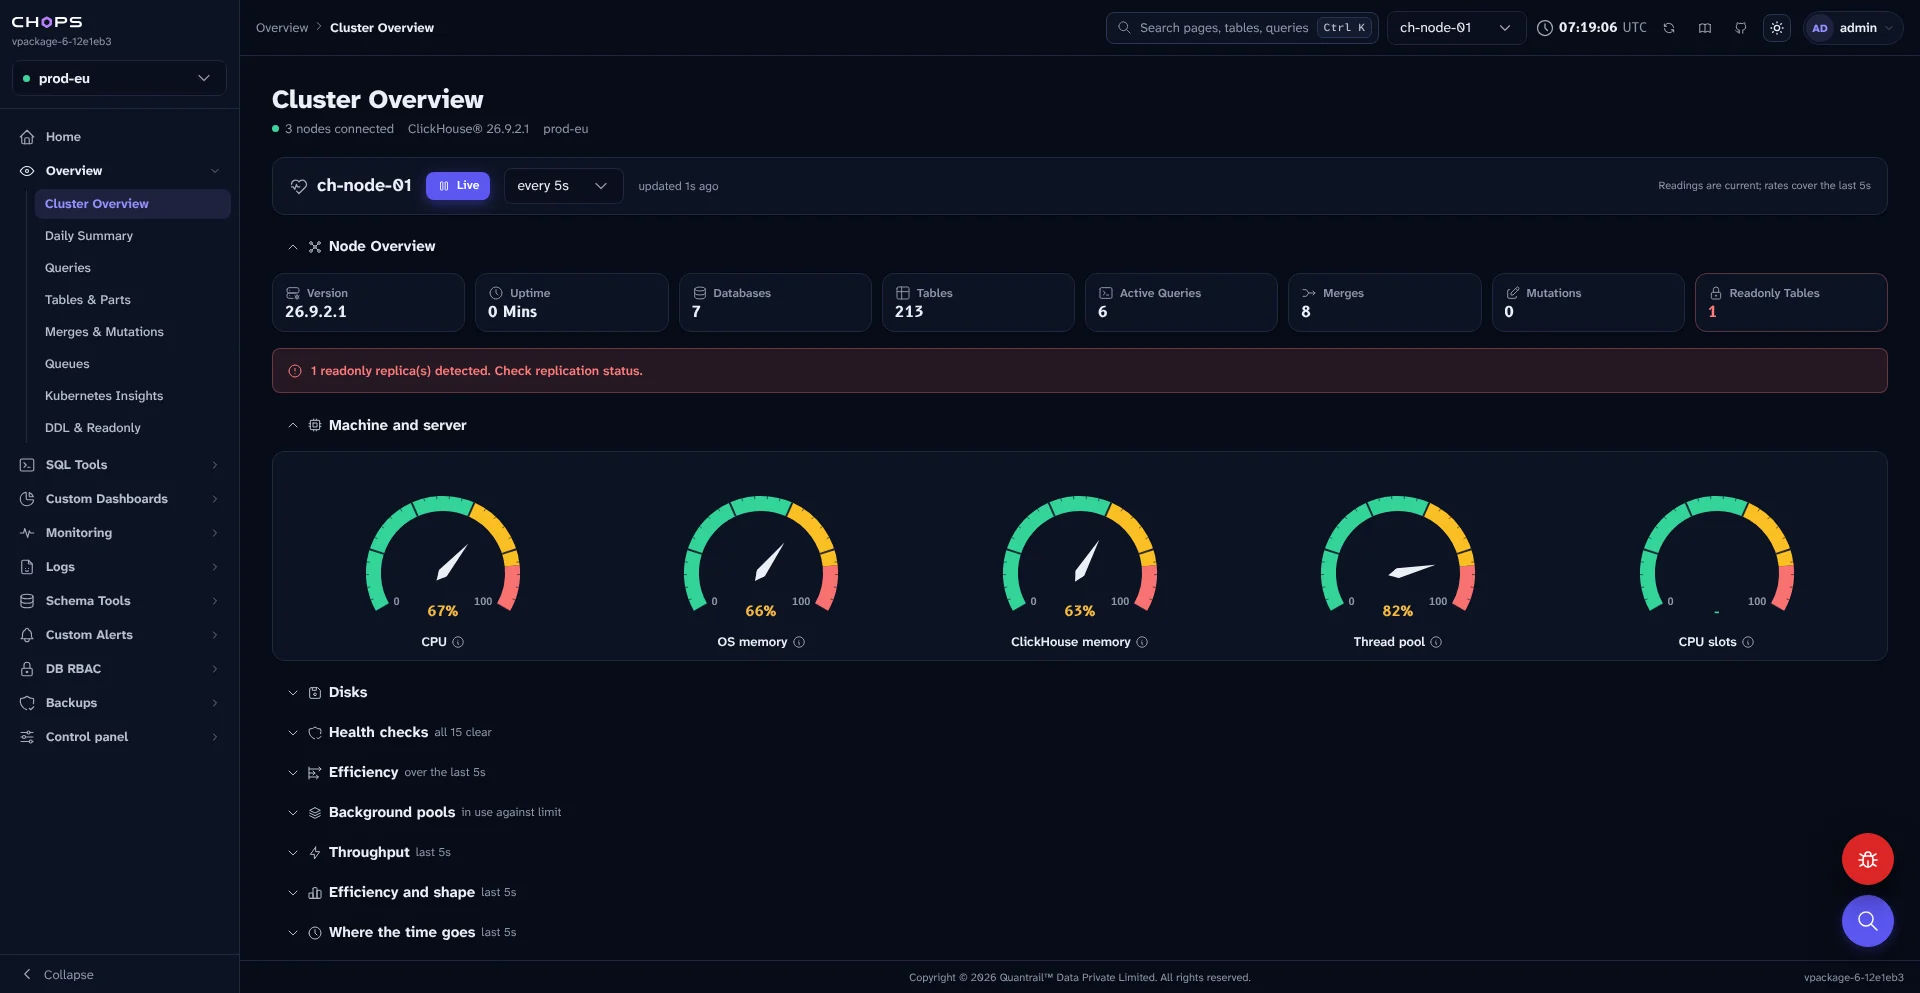 CHOPS
vpackage-6-12e1eb3
prod-eu
Home
Overview
Cluster Overview
Daily Summary
Queries
Tables & Parts
Merges & Mutations
Queues
Kubernetes Insights
DDL & Readonly
SQL Tools
Custom Dashboards
Monitoring
Logs
Schema Tools
Custom Alerts
DB RBAC
Backups
Control panel
Collapse
Overview > Cluster Overview
Search pages, tables, queries Ctrl K
ch-node-01
07:19:06 UTC
AD admin
Cluster Overview
3 nodes connected ClickHouse® 26.9.2.1 prod-eu
ch-node-01 Live every 5s updated 1s ago
Readings are current; rates cover the last 5s
Node Overview
Version
26.9.2.1
Uptime
0 Mins
Databases
7
Tables
213
Active Queries
6
Merges
8
Mutations
0
Readonly Tables
1
1 readonly replica(s) detected. Check replication status.
Machine and server
0 67% 100
CPU
0 66% 100
OS memory
0 63% 100
ClickHouse memory
0 82% 100
Thread pool
0 - 100
CPU slots
Disks
Health checks all 15 clear
Efficiency over the last 5s
Background pools in use against limit
Throughput last 5s
Efficiency and shape last 5s
Where the time goes last 5s
Copyright © 2026 Quantrail™ Data Private Limited. All rights reserved.
vpackage-6-12e1eb3